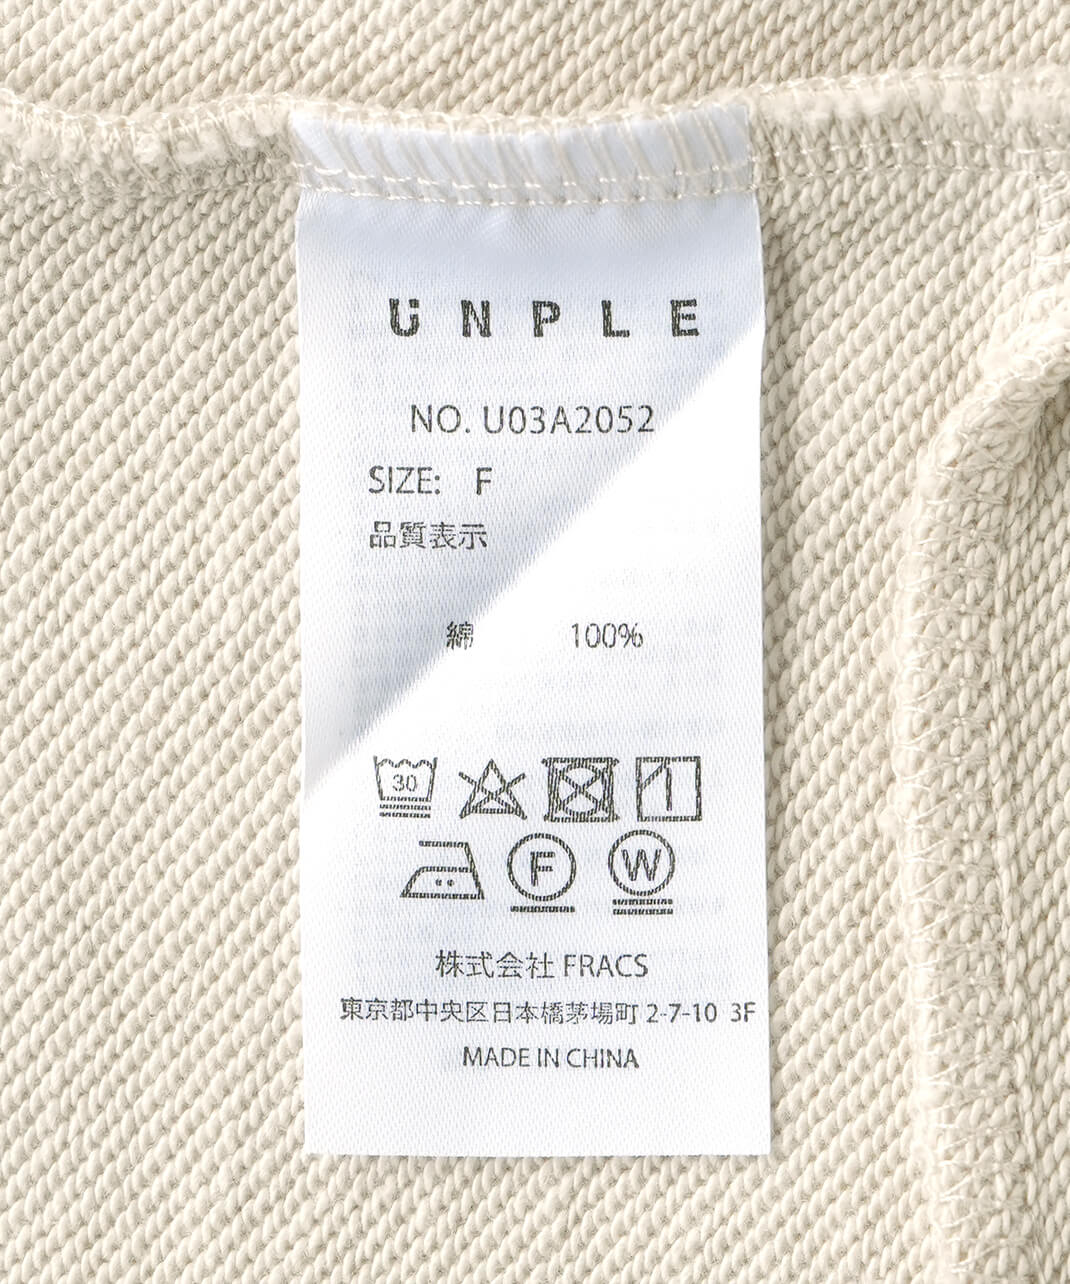 UNPLE
NO. U03A2052
SIZE: F
品質表示
綿 100%
30
F W
株式会社 FRACS
東京都中央区日本橋茅場町 2-7-10 3F
MADE IN CHINA